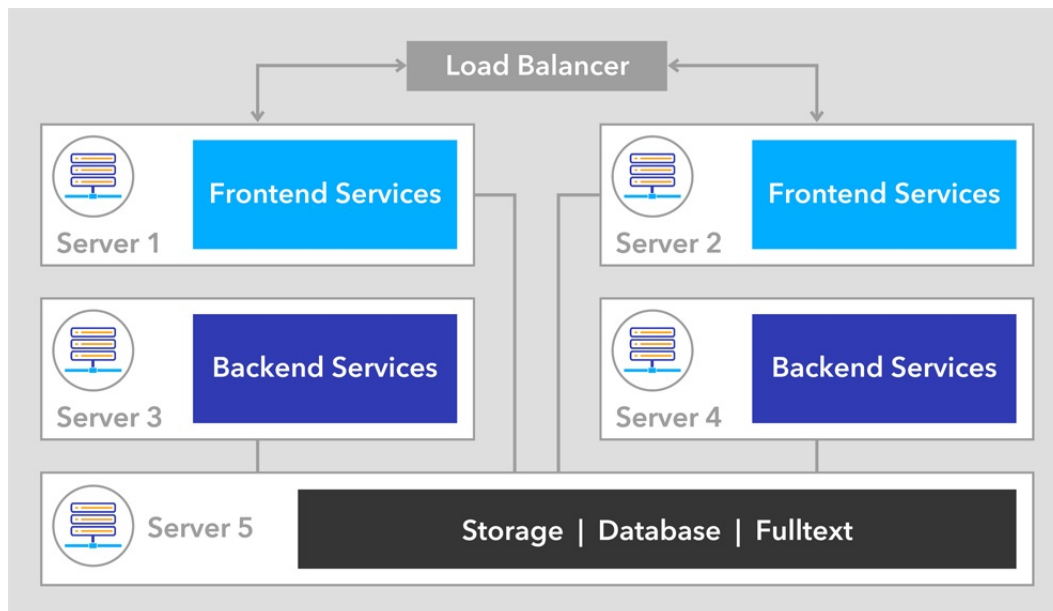 Load Balancer
Frontend Services
Server 1
Frontend Services
Server 2
Backend Services
Server 3
Backend Services
Server 4
Server 5
Storage | Database | Fulltext